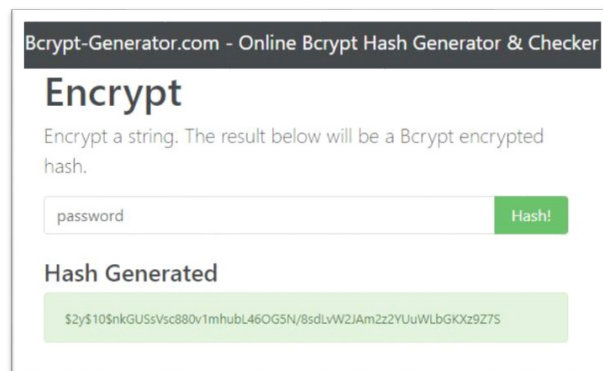 Bcrypt-Generator.com - Online Bcrypt Hash Generator & Checker
Encrypt
Encrypt a string. The result below will be a Bcrypt encrypted
hash.
password
Hash!
Hash Generated
$2y$10$nkGUSsVsc880v1mhubL46OG5N/8sdLvW2JAm2z2YUuWLbGKXz9Z7S